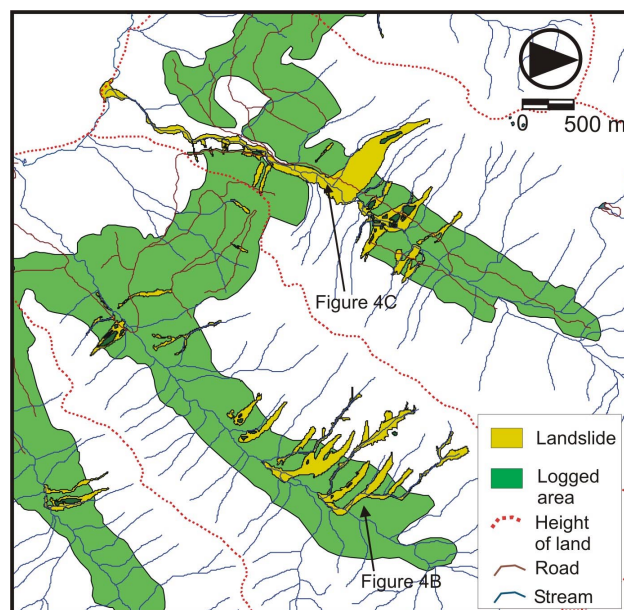 0 500 m
Figure 4C
Landslide
Logged
area
Height
of land
Road
Stream
Figure 4B